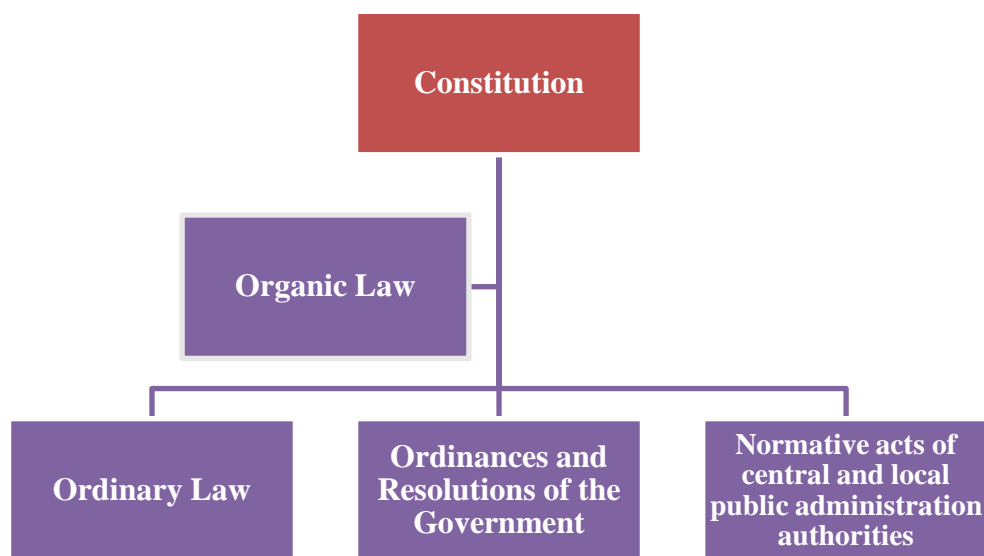 Constitution
Organic Law
Ordinary Law
Ordinances and
Resolutions of the
Government
Normative acts of
central and local
public administration
authorities